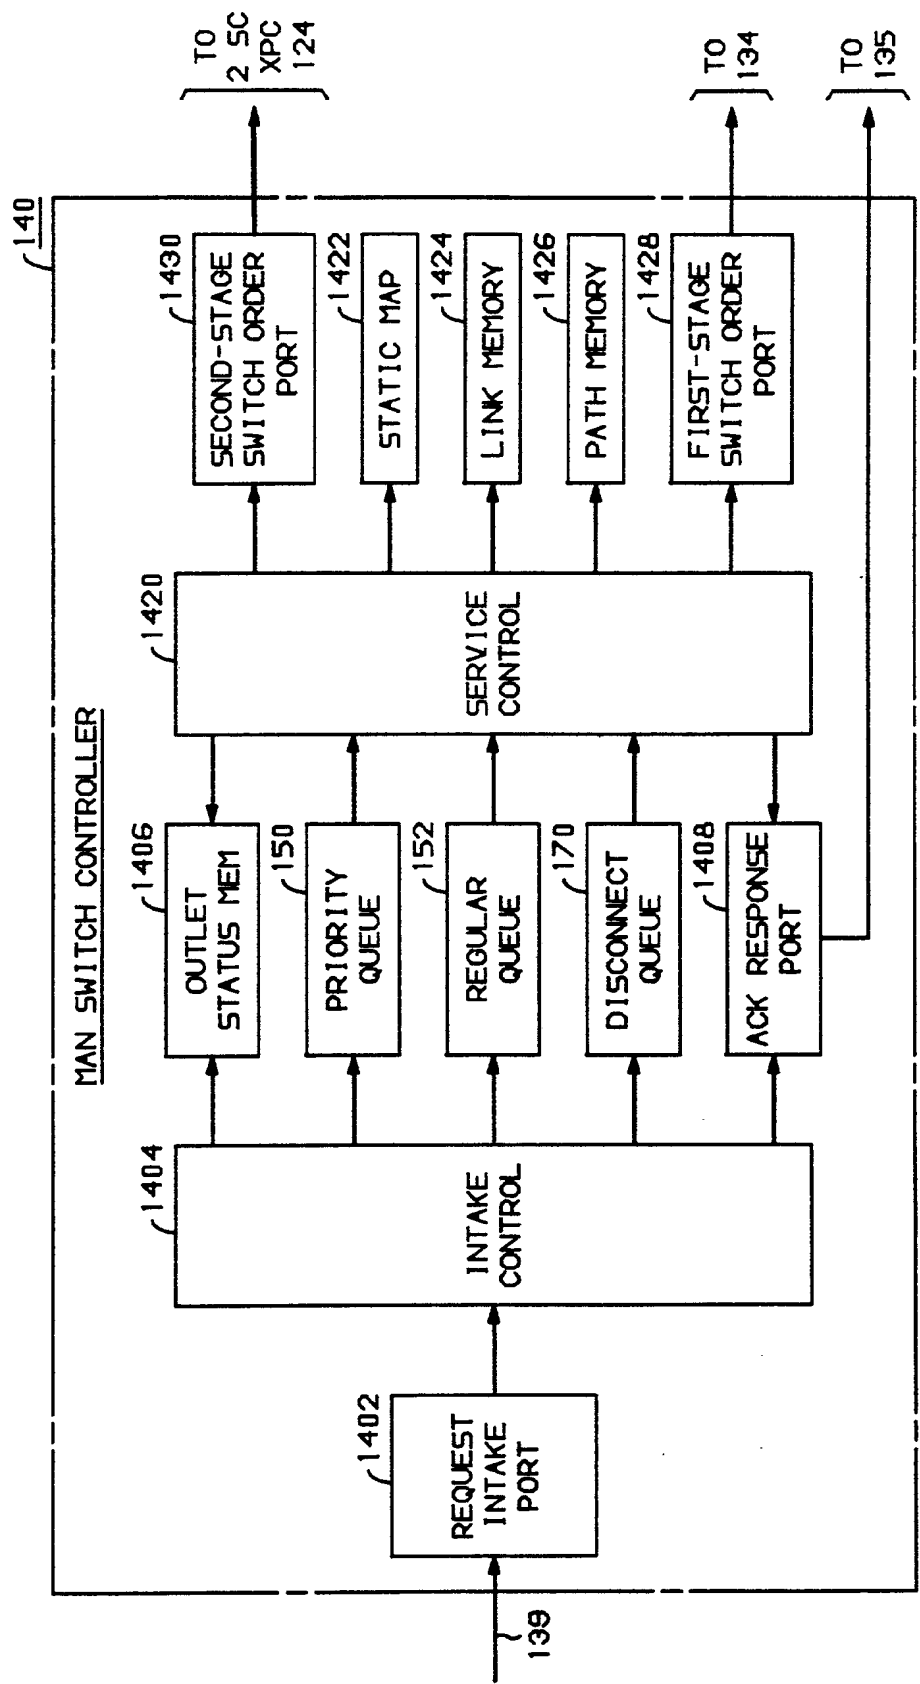 140
MAN SWITCH CONTROLLER
139
1402
REQUEST
INTAKE
PORT
1404
INTAKE
CONTROL
1406
OUTLET
STATUS MEM
150
PRIORITY
QUEUE
152
REGULAR
QUEUE
170
DISCONNECT
QUEUE
1408
ACK RESPONSE
PORT
1420
SERVICE
CONTROL
1430
SECOND-STAGE
SWITCH ORDER
PORT
1422
STATIC MAP
1424
LINK MEMORY
1426
PATH MEMORY
1428
FIRST-STAGE
SWITCH ORDER
PORT
TO
2 SC
XPC
124
TO
134
TO
135